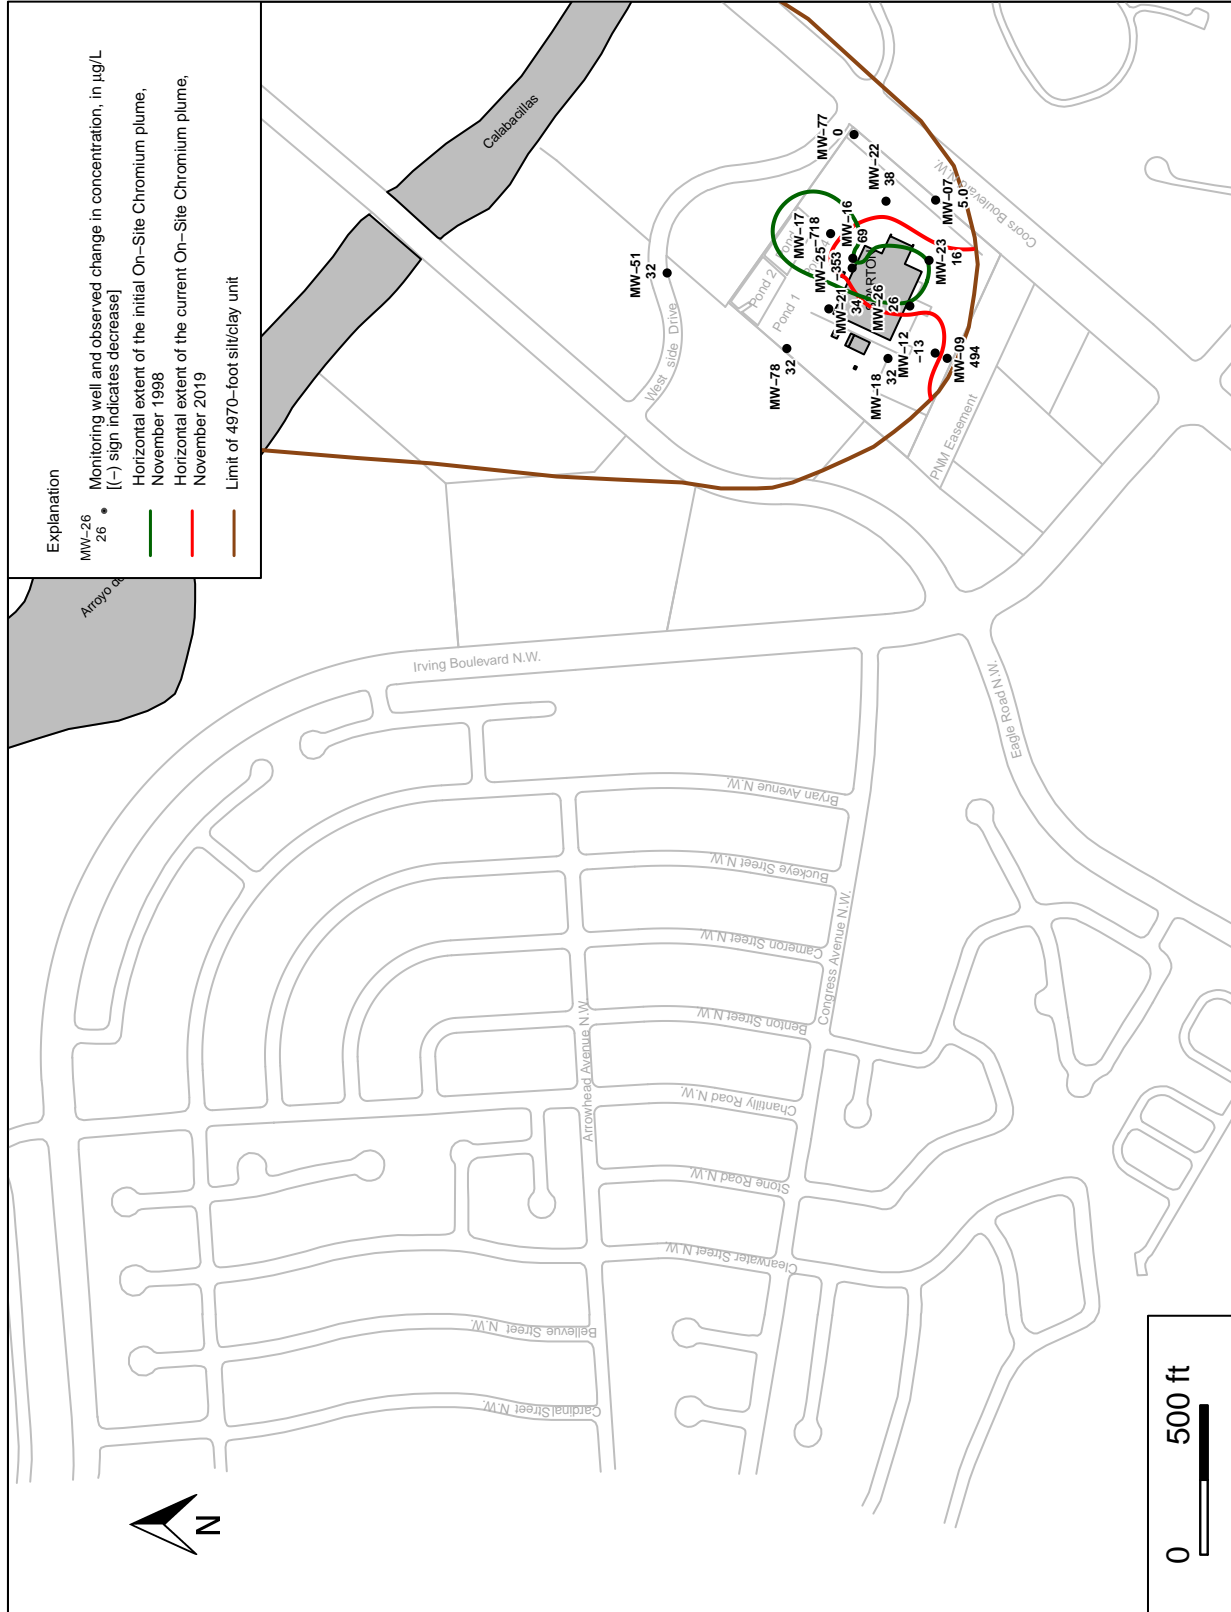 Explanation
MW−26
26
Monitoring well and observed change in concentration, in µg/L
[(−) sign indicates decrease]
Horizontal extent of the initial On−Site Chromium plume,
November 1998
Horizontal extent of the current On−Site Chromium plume,
November 2019
Limit of 4970−foot silt/clay unit
Arroyo de
Calabacillas
MW−51
32
West side Drive
MW−77
0
MW−22
38
MW−07
5.0
MW−17
−718
MW−16
69
MW−25
−353
MW−21
34
MW−26
26
MW−23
16
MW−12
−13
MW−18
32
MW−09
494
MW−78
32
Pond 2
Pond 1
Coors Boulevard N.W.
PNM Easement
Irving Boulevard N.W.
Eagle Road N.W.
Bryan Avenue N.W.
Buckeye Street N.W.
Cameron Street N.W.
Congress Avenue N.W.
Benton Street N.W.
Arrowhead Avenue N.W.
Chantilly Road N.W.
Stone Road N.W.
Clearwater Street N.W.
Bellevue Street N.W.
CardinalStreet N.W.
N
0 500 ft